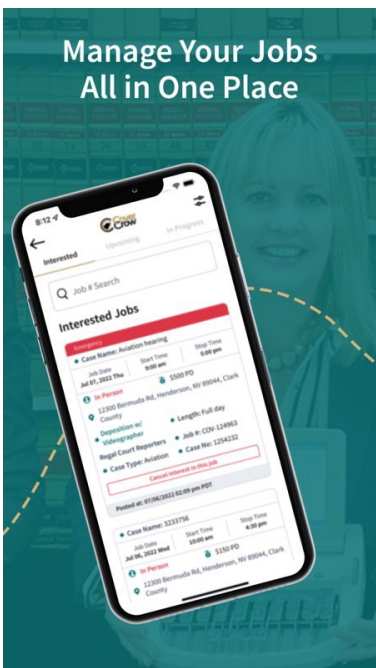 Manage Your Jobs
All in One Place
8:12
Cover
Crow
Interested Upcoming In Progress
Job # Search
Interested Jobs
Emergency
Case Name: Aviation hearing
Job Date Start Time Stop Time
Jul 07, 2022 Thu 9:00 am 5:00 pm
In Person $500 PD
12300 Bermuda Rd, Henderson, NV 89044, Clark
County
Deposition w/ Length: Full day
Videographer
Regal Court Reporters Job #: COV-124963
Case Type: Aviation Case No: 1254232
Cancel interest in this job
Posted at: 07/06/2022 02:09 pm PDT
Case Name: 3233756
Job Date Start Time Stop Time
Jul 06, 2022 Wed 10:00 am 4:30 pm
In Person $150 PD
12300 Bermuda Rd, Henderson, NV 89044, Clark
County